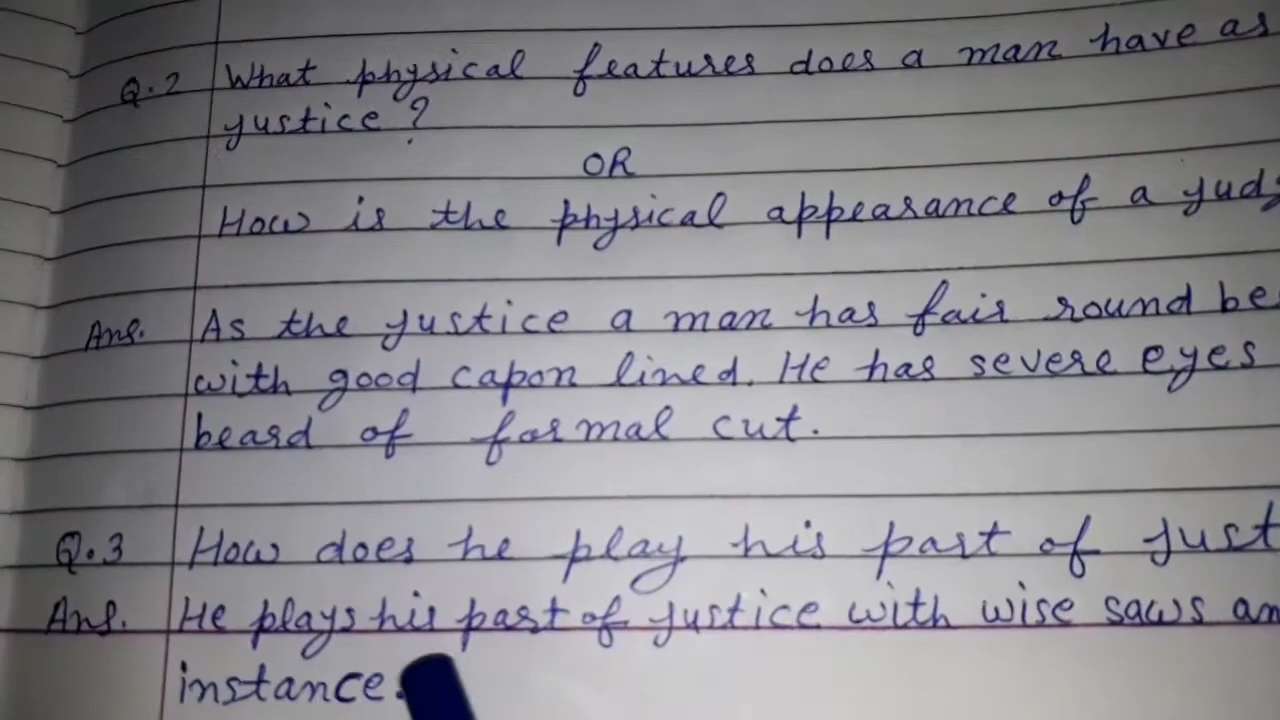 Q.2 What physical features does a man have as
justice?
OR
How is the physical appearance of a judg
Ans. As the justice a man has fair round be
with good capon lined. He has severe eyes
beard of formal cut.
Q.3 How does he play his part of just
Ans. He plays his part of justice with wise saws an
instance.